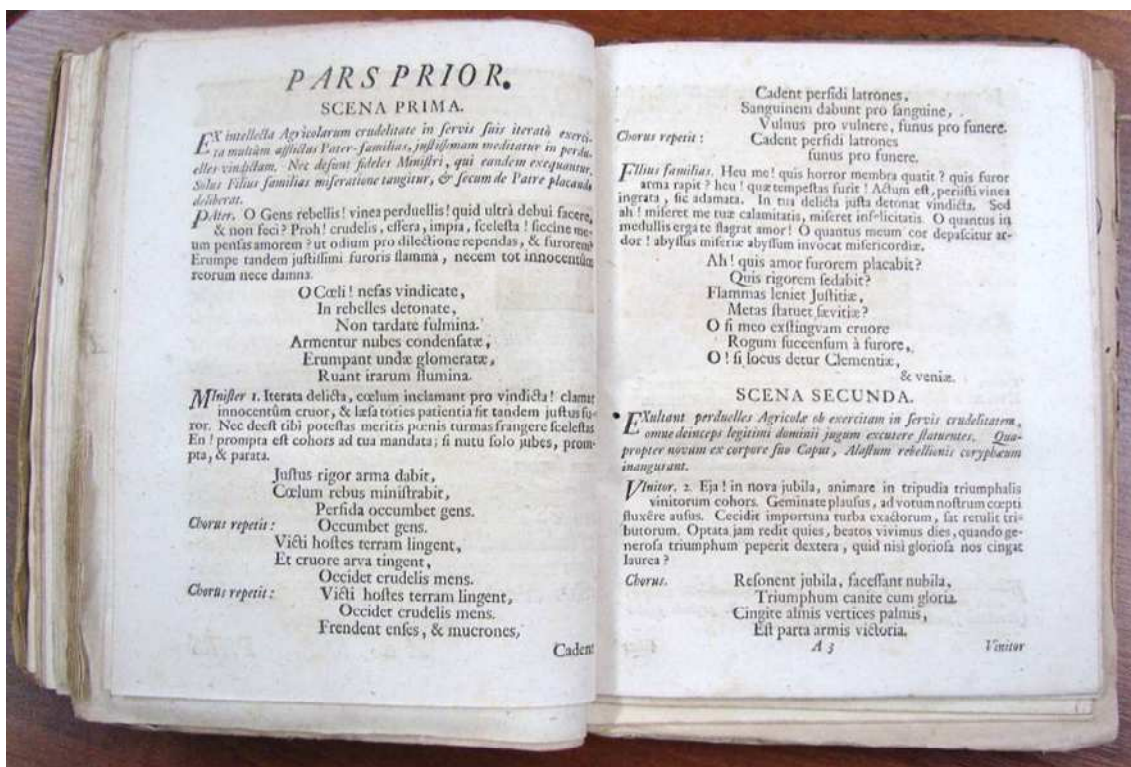 PARS PRIOR.
SCENA PRIMA.
EX intellecta Agricolarum crudelitate in servis suis iteratò exerci-
ta multùm afflictus Pater-familias, justissimam meditatur in perdu-
elles vindictam. Nec desunt fideles Ministri, qui eandem exequantur.
Solus Filius familias miseratione tangitur, & secum de Patre placando
deliberat.
PAter. O Gens rebellis! vinea perduellis! quid ultrà debui facere,
& non feci? Proh! crudelis, effera, impia, scelesta! siccine me-
um pensas amorem? ut odium pro dilectione rependas, & furorem?
Erumpe tandem justissimi furoris flamma, necem tot innocentûm
reorum nece damna.
O Cœli! nefas vindicate,
In rebelles detonate,
Non tardate fulmina.
Armentur nubes condensatæ,
Erumpant undæ glomeratæ,
Ruant irarum flumina.
MInister 1. Iterata delicta, cœlum inclamant pro vindicta! clamat
innocentûm cruor, & læsa toties patientia fit tandem justus fu-
ror. Nec deest tibi potestas meritis pœnis turmas frangere scelestas
En! prompta est cohors ad tua mandata; si nutu solo jubes, prom-
pta, & parata.
Justus rigor arma dabit,
Cœlum rebus ministrabit,
Perfida occumbet gens.
Chorus repetit: Occumbet gens.
Victi hostes terram lingent,
Et cruore arva tingent,
Occidet crudelis mens.
Chorus repetit: Victi hostes terram lingent,
Occidet crudelis mens.
Frendent enses, & mucrones,
Cadent
Cadent perfidi latrones,
Sanguinem dabunt pro sanguine,
Vulnus pro vulnere, funus pro funere.
Chorus repetit: Cadent perfidi latrones
funus pro funere.
FIlius familias. Heu me! quis horror membra quatit? quis furor
arma rapit? heu! quæ tempestas furit! Actum est, periisti vinea
ingrata, sic adamata. In tua delicta justa detonat vindicta. Sed
ah! miseret me tuæ calamitatis, miseret infelicitatis. O quantus in
medullis erga te flagrat amor! O quantus meum cor depascitur ar-
dor! abyssus miseriæ abyssum invocat misericordiæ.
Ah! quis amor furorem placabit?
Quis rigorem sedabit?
Flammas leniet Justitiæ,
Metas statuet sævitiæ?
O si meo exstingvam cruore
Rogum succensum à furore,
O! si locus detur Clementiæ,
& veniæ.
SCENA SECUNDA.
EXultant perduelles Agricolæ ob exercitam in servis crudelitatem,
omne deinceps legitimi dominii jugum excutere statuentes. Qua-
propter novum ex corpore suo Caput, Alastum rebellionis coryphæum
inaugurant.
VInitor. 2. Eja! in nova jubila, animare in tripudia triumphalis
vinitorum cohors. Geminate plausus, ad votum nostrum cœpti
fluxêre ausus. Cecidit importuna turba exactorum, sat retulit tri-
butorum. Optata jam redit quies, beatos vivimus dies, quando ge-
nerosa triumphum peperit dextera, quid nisi gloriosa nos cingat
laurea?
Chorus. Resonent jubila, facessant nubila,
Triumphum canite cum gloria.
Cingite almis vertices palmis,
Est parta armis victoria.
A 3 Vinitor